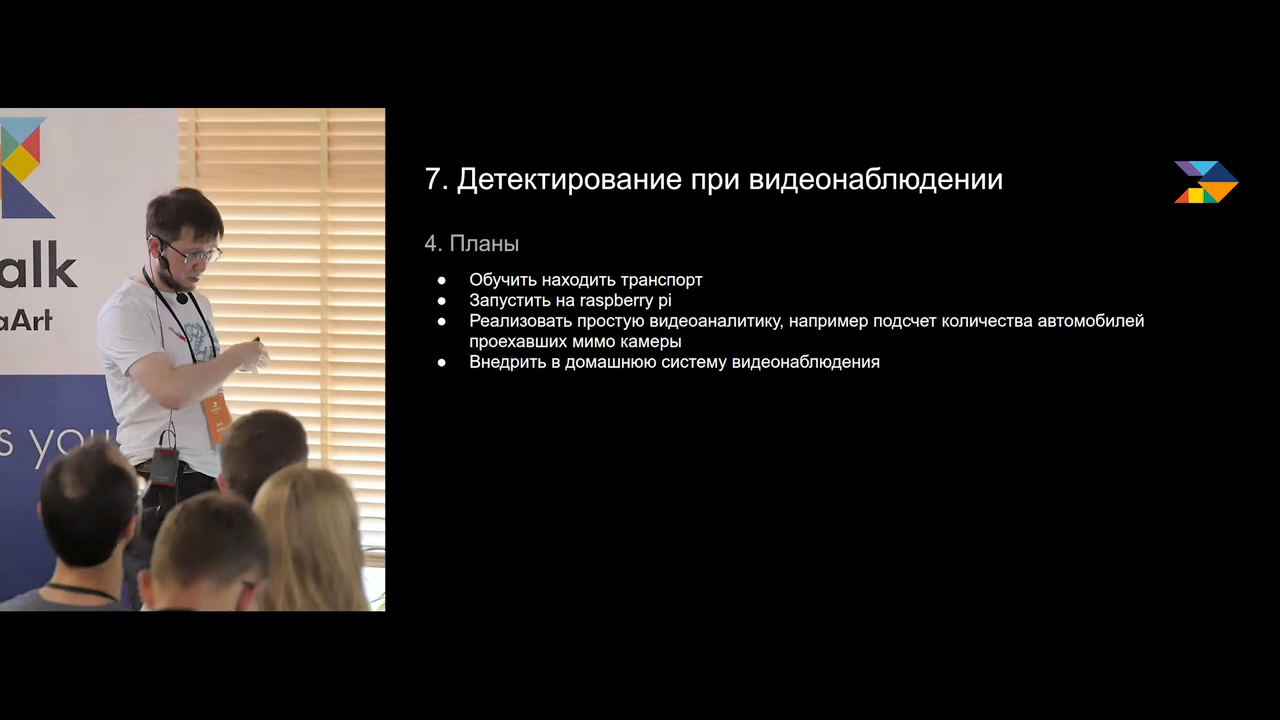 alk
aArt
s you
7. Детектирование при видеонаблюдении
4. Планы
● Обучить находить транспорт
● Запустить на raspberry pi
● Реализовать простую видеоаналитику, например подсчет количества автомобилей
проехавших мимо камеры
● Внедрить в домашнюю систему видеонаблюдения